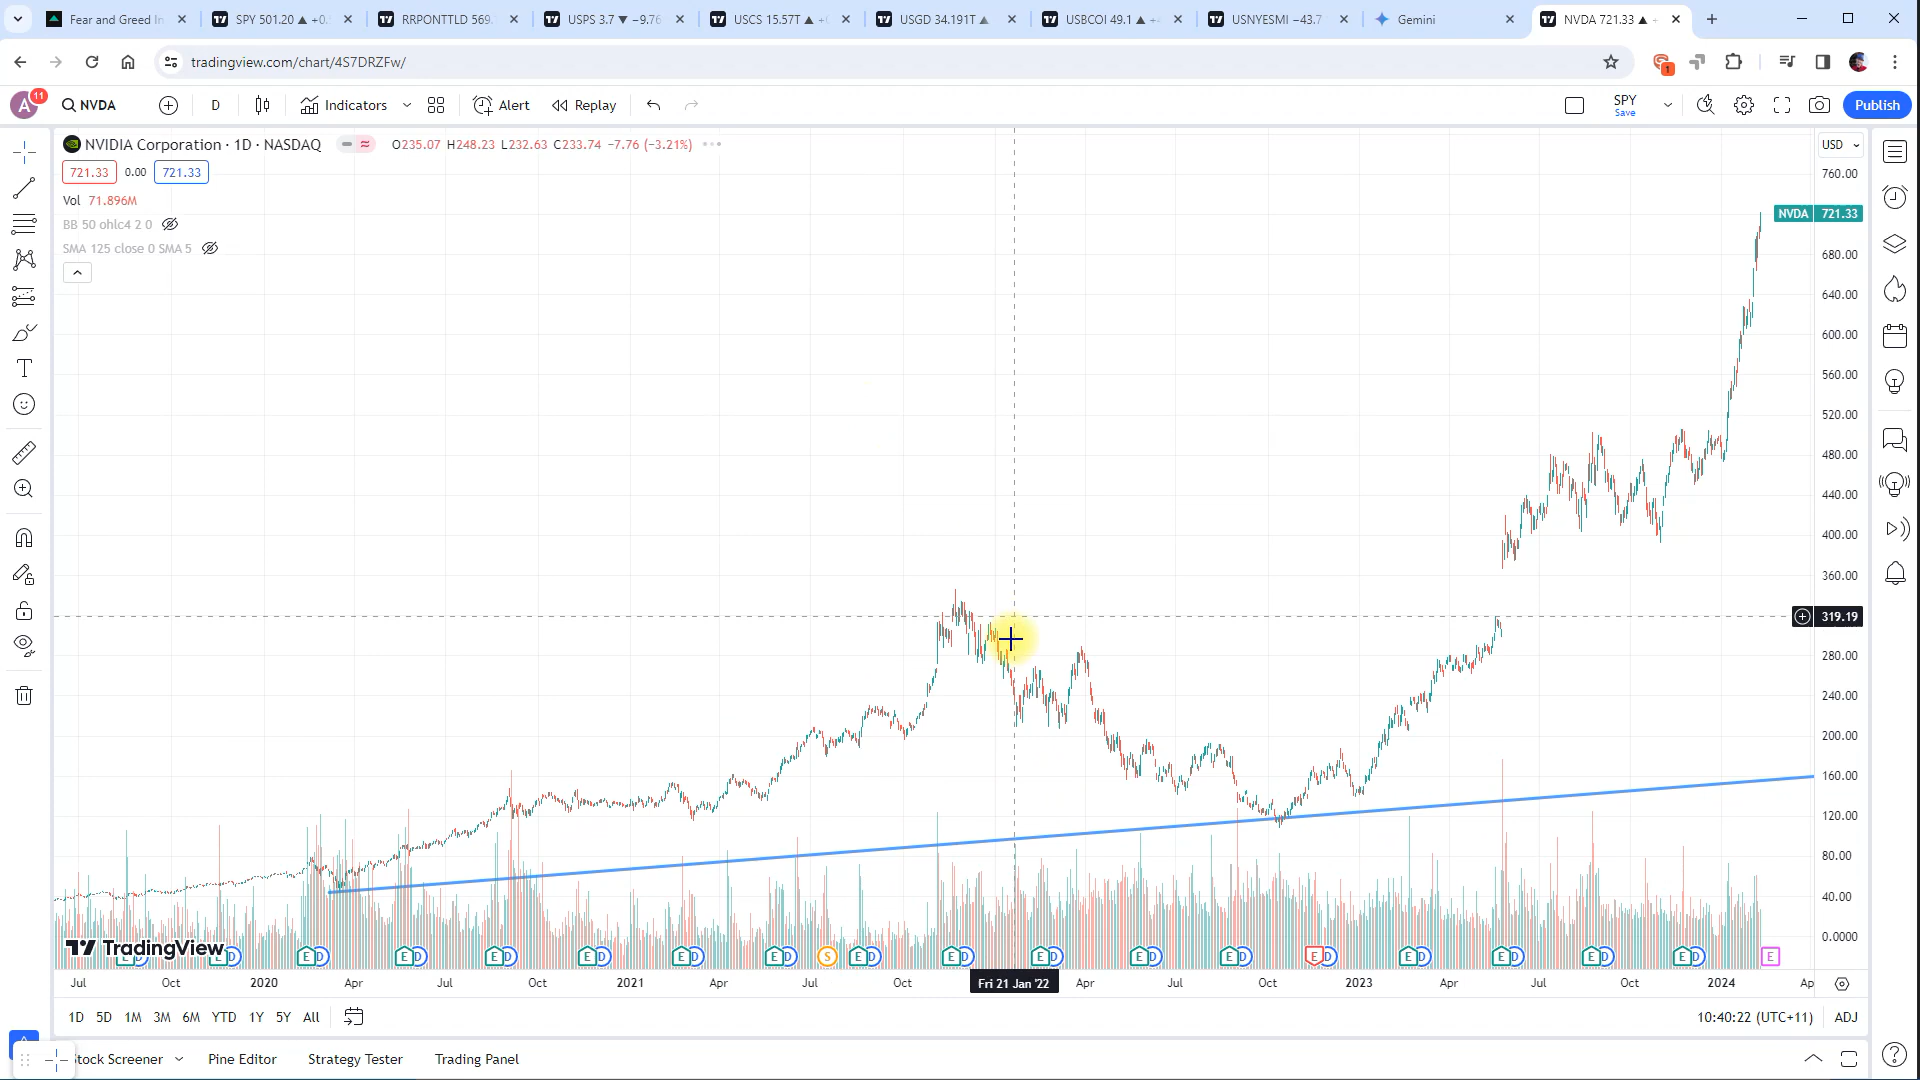 Fear and Greed In
SPY 501.20 ▲ +0.
RRPONTTLD 569.
USPS 3.7 ▼ −9.76
USCS 15.57T ▲ +
USGD 34.191T ▲
USBCOI 49.1 ▲ +
USNYESMI −43.7
Gemini
NVDA 721.33 ▲
tradingview.com/chart/4S7DRZFw/
1
A
11
NVDA
D
Indicators
Alert
Replay
SPY
Save
Publish
NVIDIA Corporation · 1D · NASDAQ
O235.07 H248.23 L232.63 C233.74 −7.76 (−3.21%)
USD
721.33 0.00 721.33
Vol 71.896M
BB 50 ohlc4 2 0
SMA 125 close 0 SMA 5
760.00
NVDA 721.33
680.00
640.00
600.00
560.00
520.00
480.00
440.00
400.00
360.00
319.19
280.00
240.00
200.00
160.00
120.00
80.00
40.00
0.0000
TradingView
E D E D E D E D E D E D E D E D S E D E D E D E D E D E D E D E D E D E D E
Jul Oct 2020 Apr Jul Oct 2021 Apr Jul Oct Fri 21 Jan '22 Apr Jul Oct 2023 Apr Jul Oct 2024 Ap
1D 5D 1M 3M 6M YTD 1Y 5Y All
10:40:22 (UTC+11) ADJ
Stock Screener
Pine Editor
Strategy Tester
Trading Panel